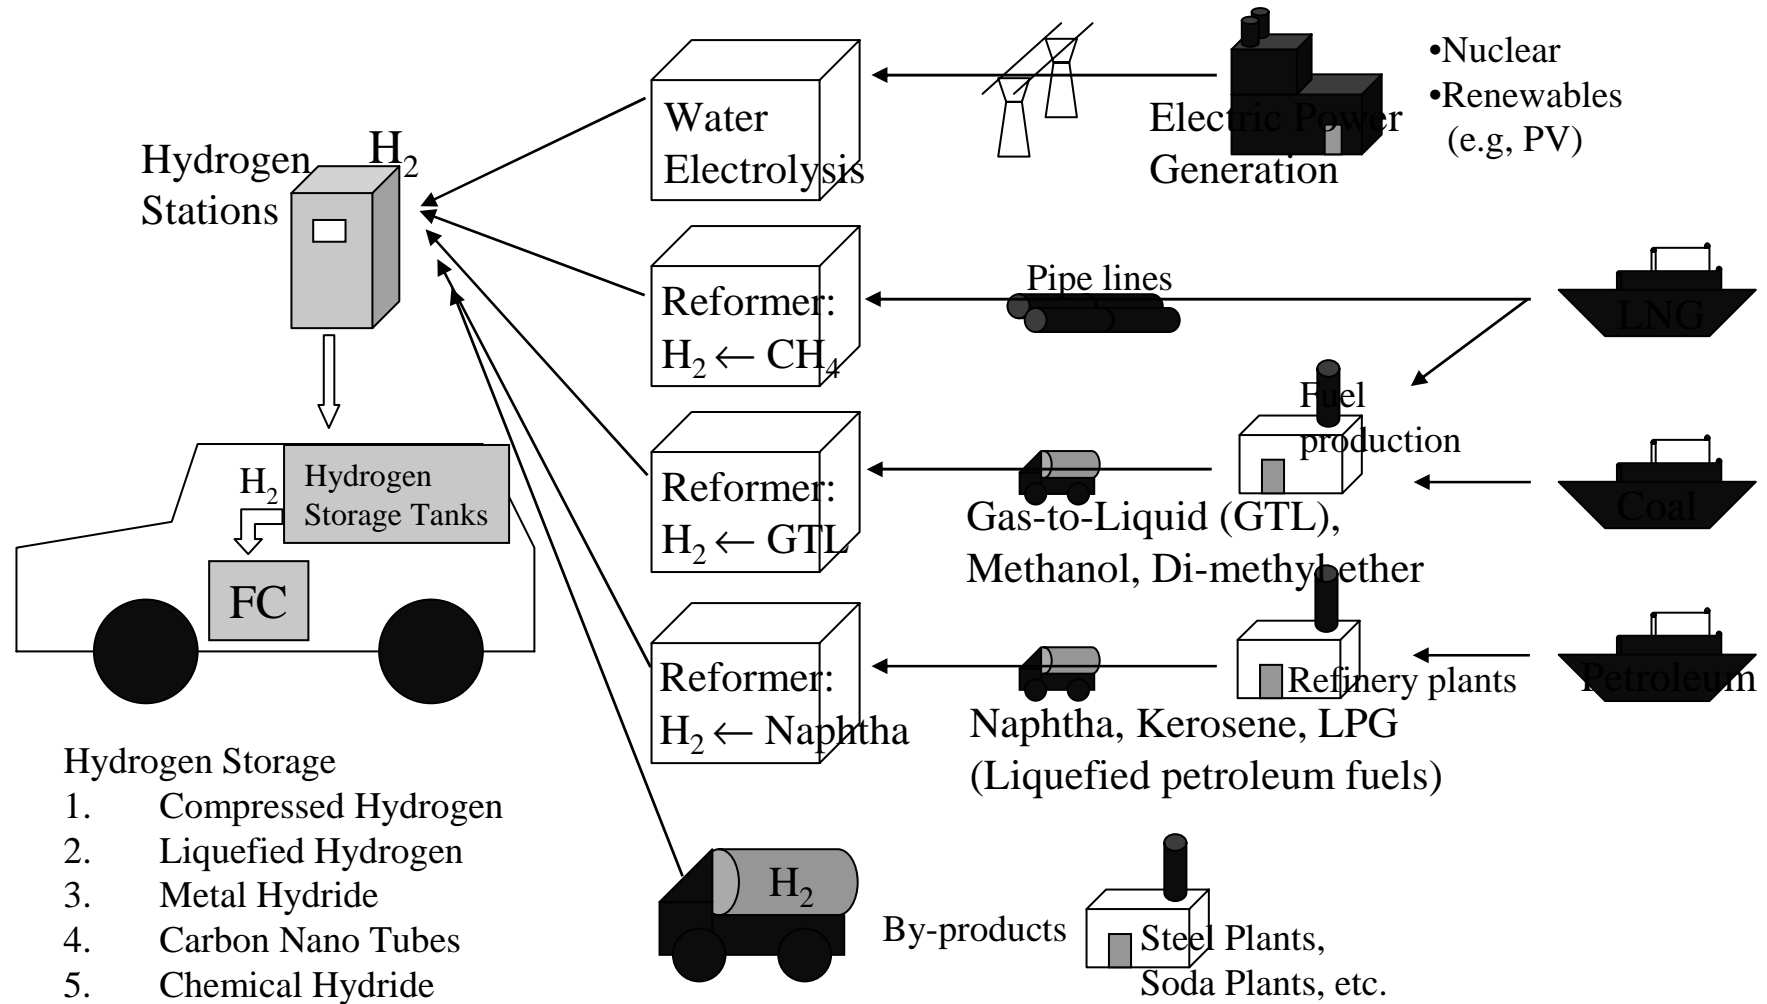 •Nuclear
•Renewables
(e.g, PV)
Electric Power
Generation
Water
Electrolysis
H2
Hydrogen
Stations
Pipe lines
LNG
Reformer:
H2 ← CH4
Fuel
production
Coal
Reformer:
H2 ← GTL
Gas-to-Liquid (GTL),
Methanol, Di-methyl ether
H2
Hydrogen
Storage Tanks
FC
Reformer:
H2 ← Naphtha
Refinery plants
Petroleum
Naphtha, Kerosene, LPG
(Liquefied petroleum fuels)
Hydrogen Storage
1. Compressed Hydrogen
2. Liquefied Hydrogen
3. Metal Hydride
4. Carbon Nano Tubes
5. Chemical Hydride
H2
By-products
Steel Plants,
Soda Plants, etc.